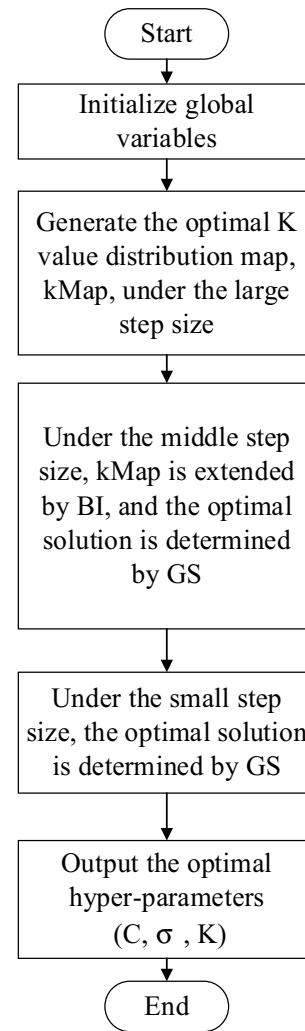 Start
Initialize global
variables
Generate the optimal K
value distribution map,
kMap, under the large
step size
Under the middle step
size, kMap is extended
by BI, and the optimal
solution is determined
by GS
Under the small step
size, the optimal solution
is determined by GS
Output the optimal
hyper-parameters
(C, σ , K)
End